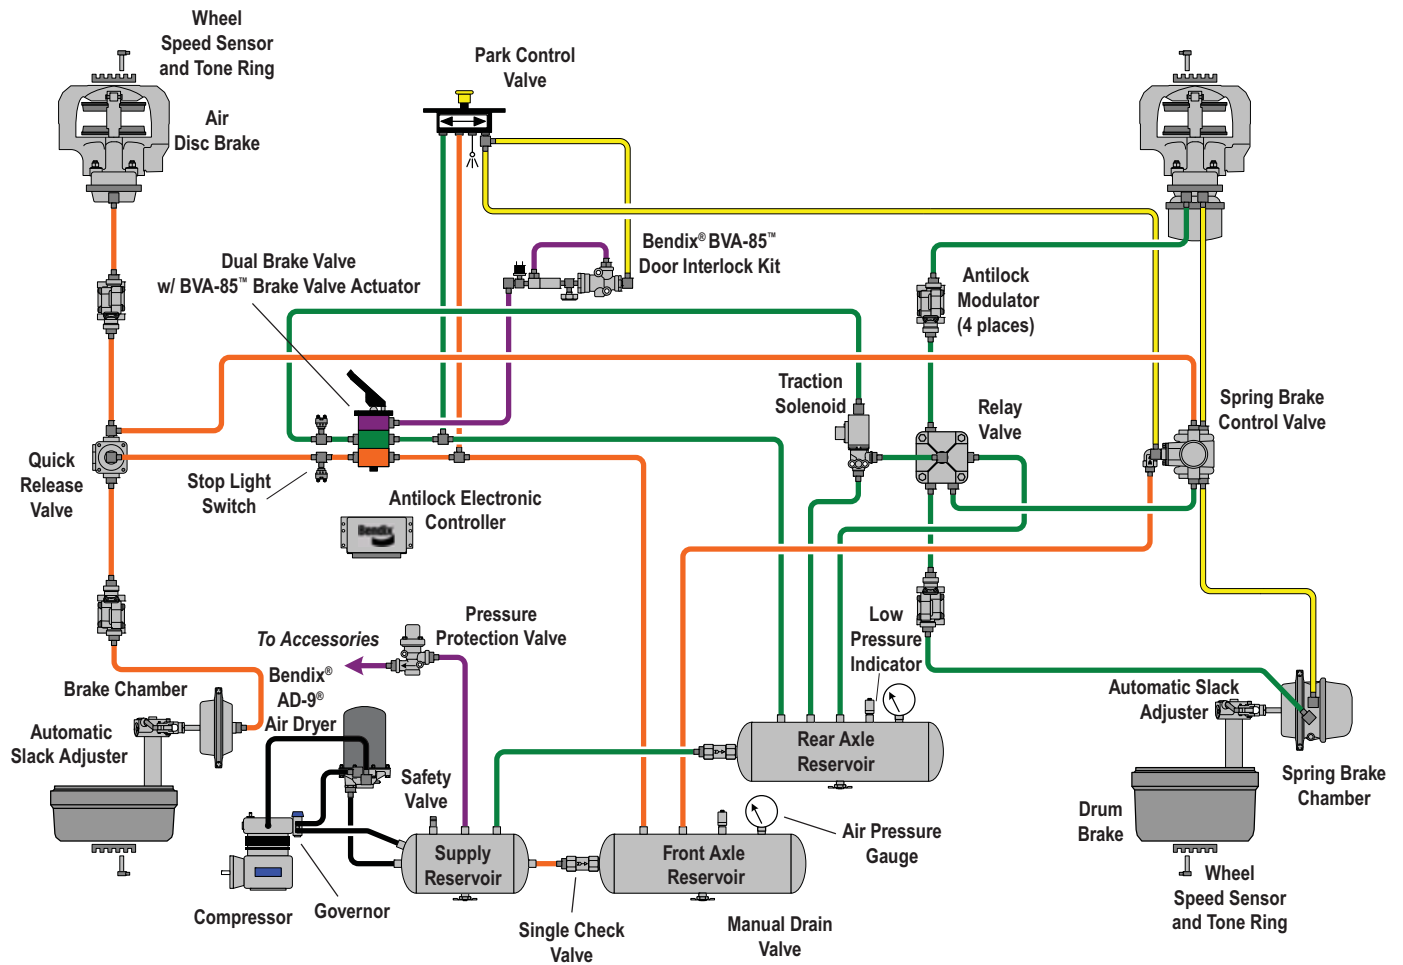 Wheel
Speed Sensor
and Tone Ring
Air
Disc Brake
Park Control
Valve
Bendix® BVA-85™
Door Interlock Kit
Dual Brake Valve
w/ BVA-85™ Brake Valve Actuator
Antilock
Modulator
(4 places)
Traction
Solenoid
Relay
Valve
Spring Brake
Control Valve
Quick
Release
Valve
Stop Light
Switch
Antilock Electronic
Controller
Bendix
To Accessories
Pressure
Protection Valve
Low
Pressure
Indicator
Bendix®
AD-9®
Air Dryer
Brake Chamber
Automatic
Slack Adjuster
Automatic Slack
Adjuster
Safety
Valve
Rear Axle
Reservoir
Spring Brake
Chamber
Drum
Brake
Air Pressure
Gauge
Supply
Reservoir
Front Axle
Reservoir
Compressor
Governor
Single Check
Valve
Manual Drain
Valve
Wheel
Speed Sensor
and Tone Ring